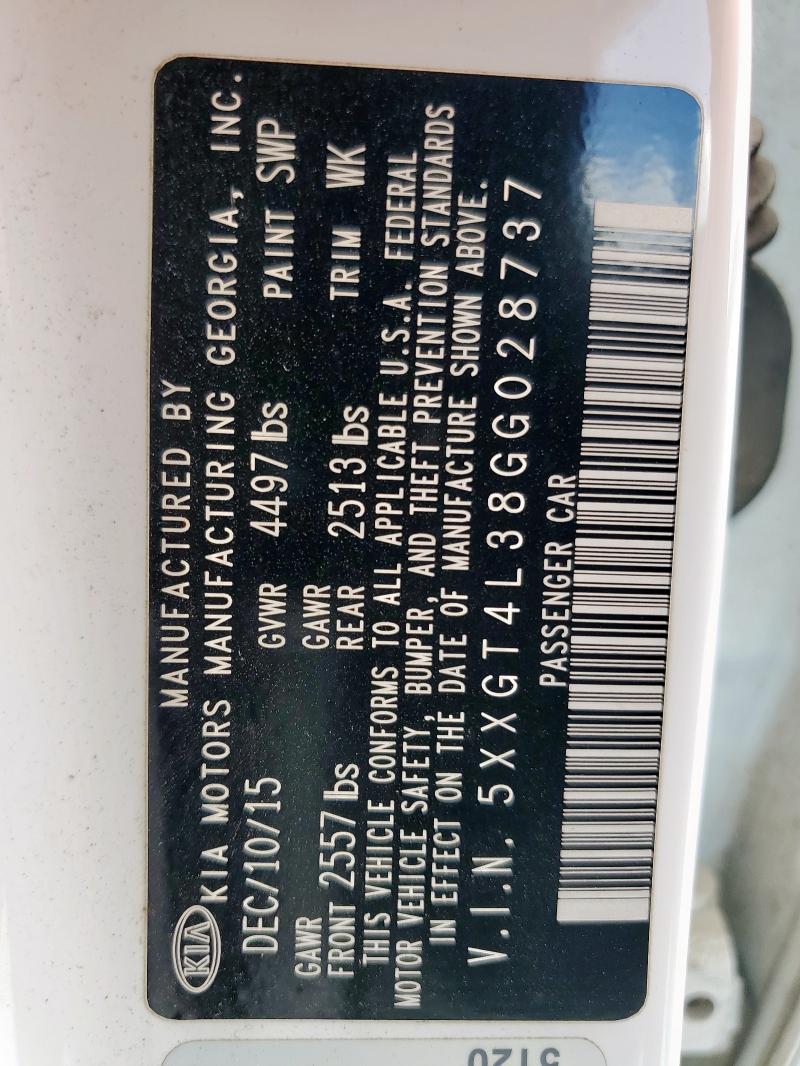 MANUFACTURED BY
KIA KIA MOTORS MANUFACTURING GEORGIA, INC.
DEC/10/15 GVWR 4497 lbs PAINT SWP
GAWR GAWR
FRONT 2557 lbs REAR 2513 lbs TRIM WK
THIS VEHICLE CONFORMS TO ALL APPLICABLE U.S.A. FEDERAL
MOTOR VEHICLE SAFETY, BUMPER, AND THEFT PREVENTION STANDARDS
IN EFFECT ON THE DATE OF MANUFACTURE SHOWN ABOVE.
V.I.N. 5XXGT4L38GG028737
PASSENGER CAR
5120